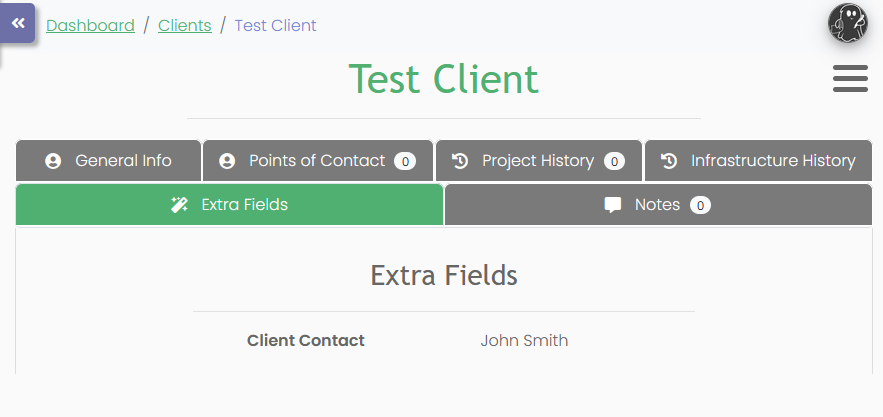 Dashboard / Clients / Test Client
Test Client
General Info Points of Contact 0 Project History 0 Infrastructure History
Extra Fields Notes 0
Extra Fields
Client Contact John Smith